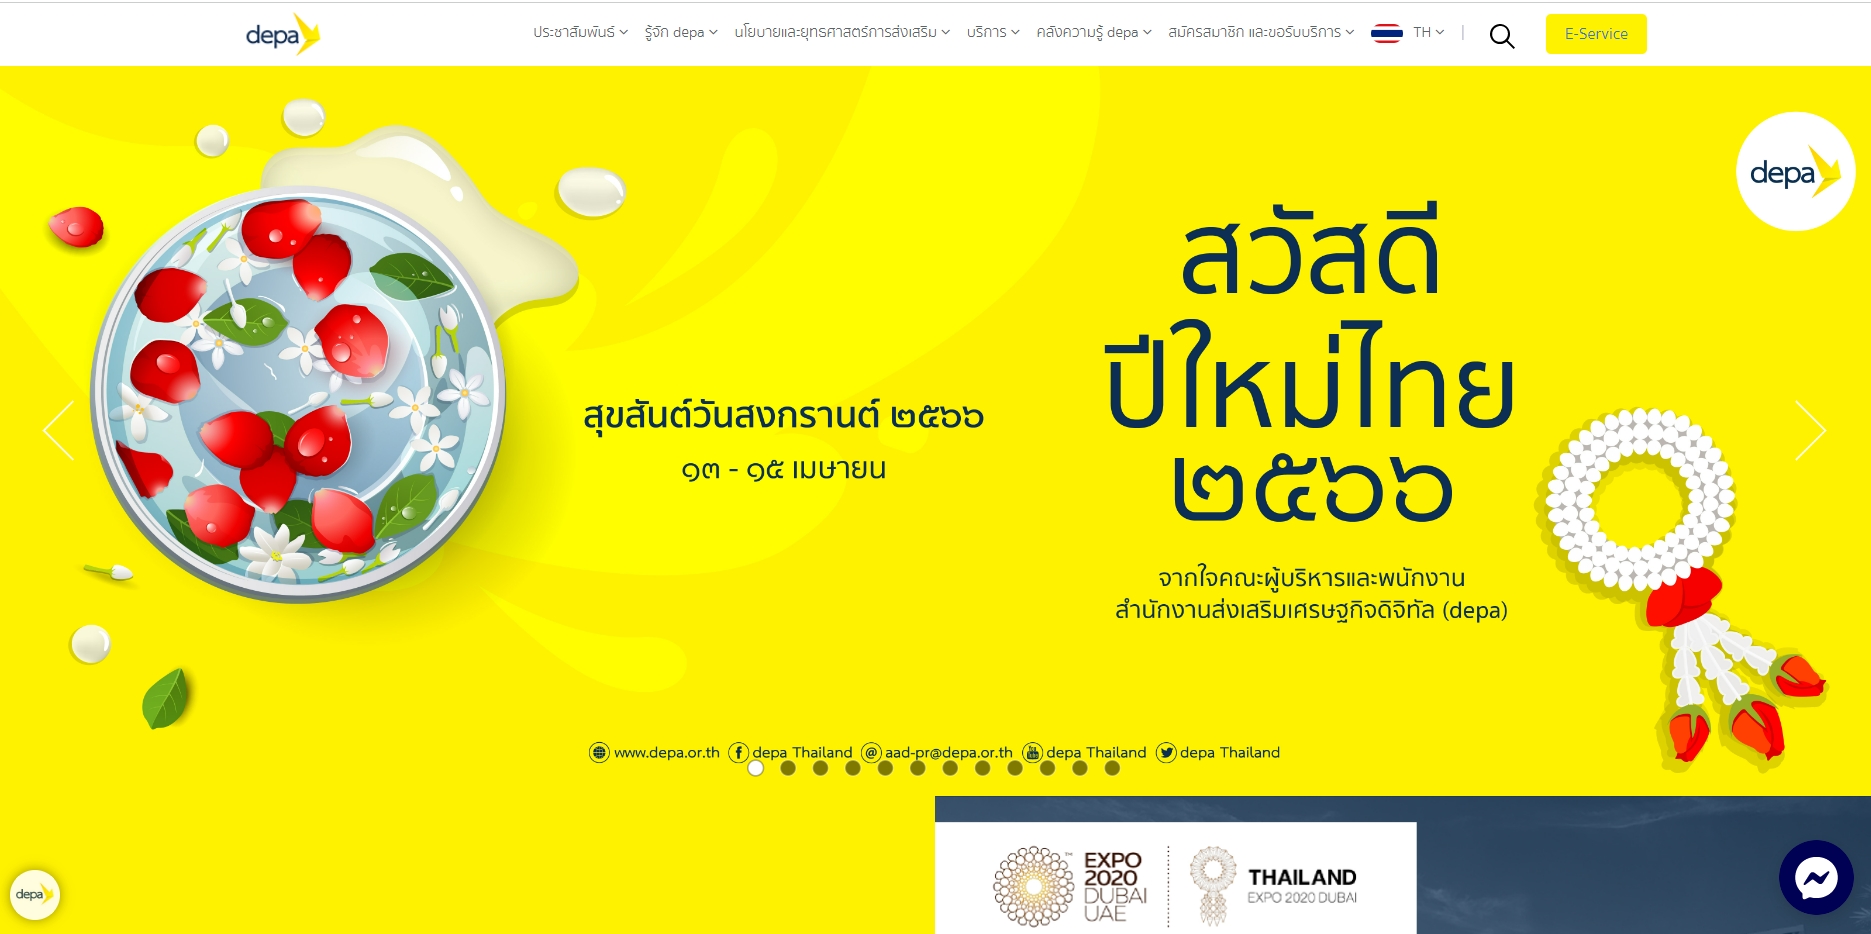 depa
ประชาสัมพันธ์ รู้จัก depa นโยบายและยุทธศาสตร์การส่งเสริม บริการ คลังความรู้ depa สมัครสมาชิก และขอรับบริการ TH | E-Service
depa
สวัสดี
ปีใหม่ไทย
๒๕๖๖
สุขสันต์วันสงกรานต์ ๒๕๖๖
๑๓ - ๑๕ เมษายน
จากใจคณะผู้บริหารและพนักงาน
สำนักงานส่งเสริมเศรษฐกิจดิจิทัล (depa)
www.depa.or.th depa Thailand aad-pr@depa.or.th depa Thailand depa Thailand
EXPO
2020
DUBAI
UAE
THAILAND
EXPO 2020 DUBAI
depa